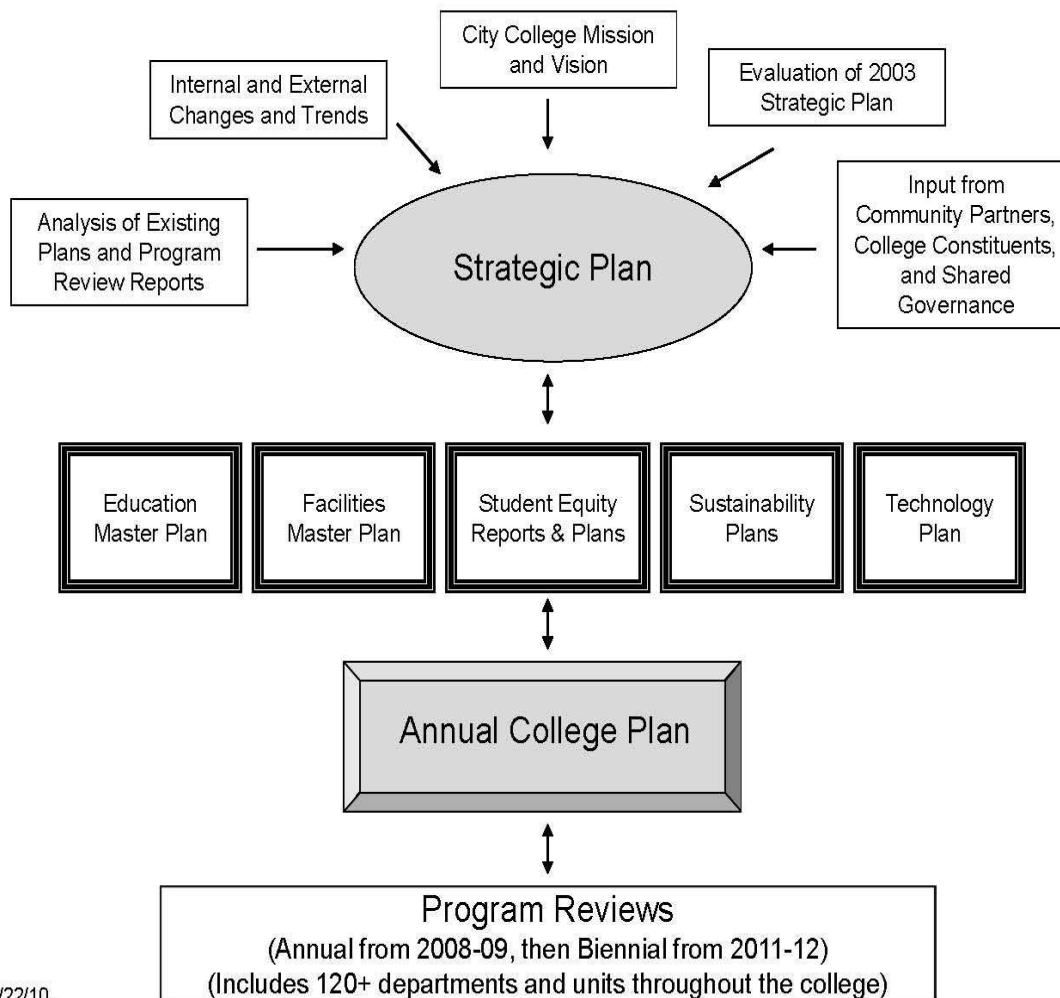 City College Mission
and Vision
Internal and External
Changes and Trends
Evaluation of 2003
Strategic Plan
Analysis of Existing
Plans and Program
Review Reports
Input from
Community Partners,
College Constituents,
and Shared
Governance
Strategic Plan
Education
Master Plan
Facilities
Master Plan
Student Equity
Reports & Plans
Sustainability
Plans
Technology
Plan
Annual College Plan
Program Reviews
(Annual from 2008-09, then Biennial from 2011-12)
(Includes 120+ departments and units throughout the college)
/22/10